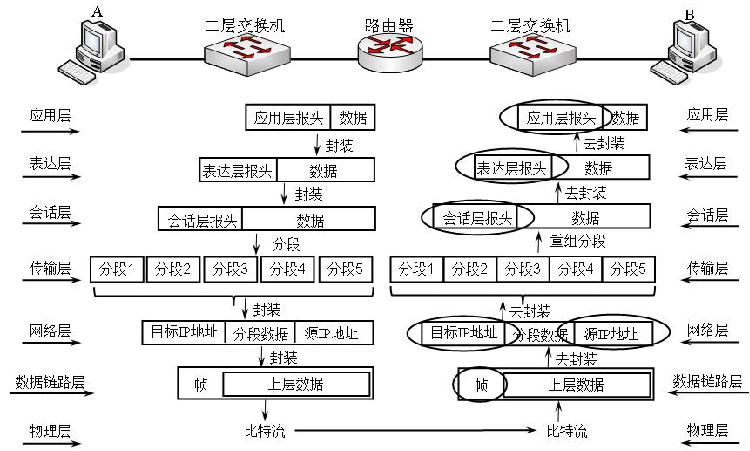 A
二层交换机 路由器 二层交换机
B
应用层 应用层报头 数据 应用层报头 数据 应用层
封装 去封装
表达层 表达层报头 数据 表达层报头 数据 表达层
封装 去封装
会话层 会话层报头 数据 会话层报头 数据 会话层
分段 重组分段
传输层 分段1 分段2 分段3 分段4 分段5 分段1 分段2 分段3 分段4 分段5 传输层
封装 去封装
网络层 目标IP地址 分段数据 源IP地址 目标IP地址 分段数据 源IP地址 网络层
封装 去封装
数据链路层 帧 上层数据 帧 上层数据 数据链路层
物理层 比特流 比特流 物理层